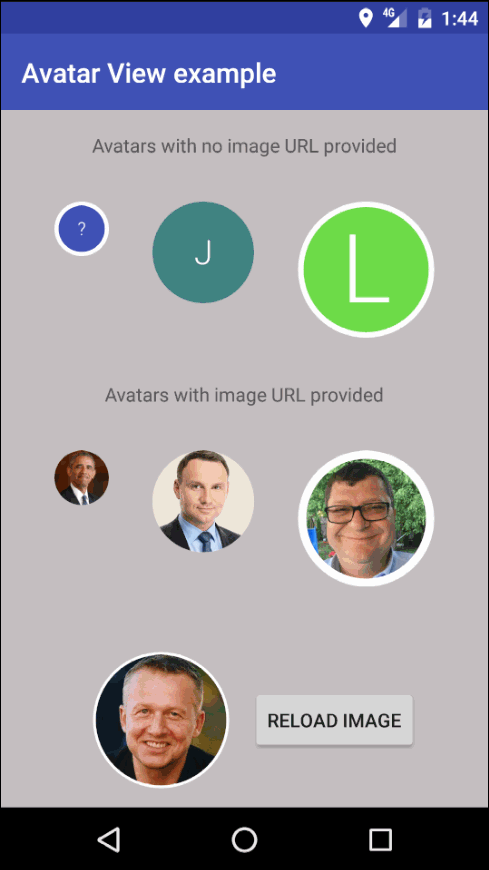 4G 1:44
Avatar View example
Avatars with no image URL provided
? J L
Avatars with image URL provided
RELOAD IMAGE